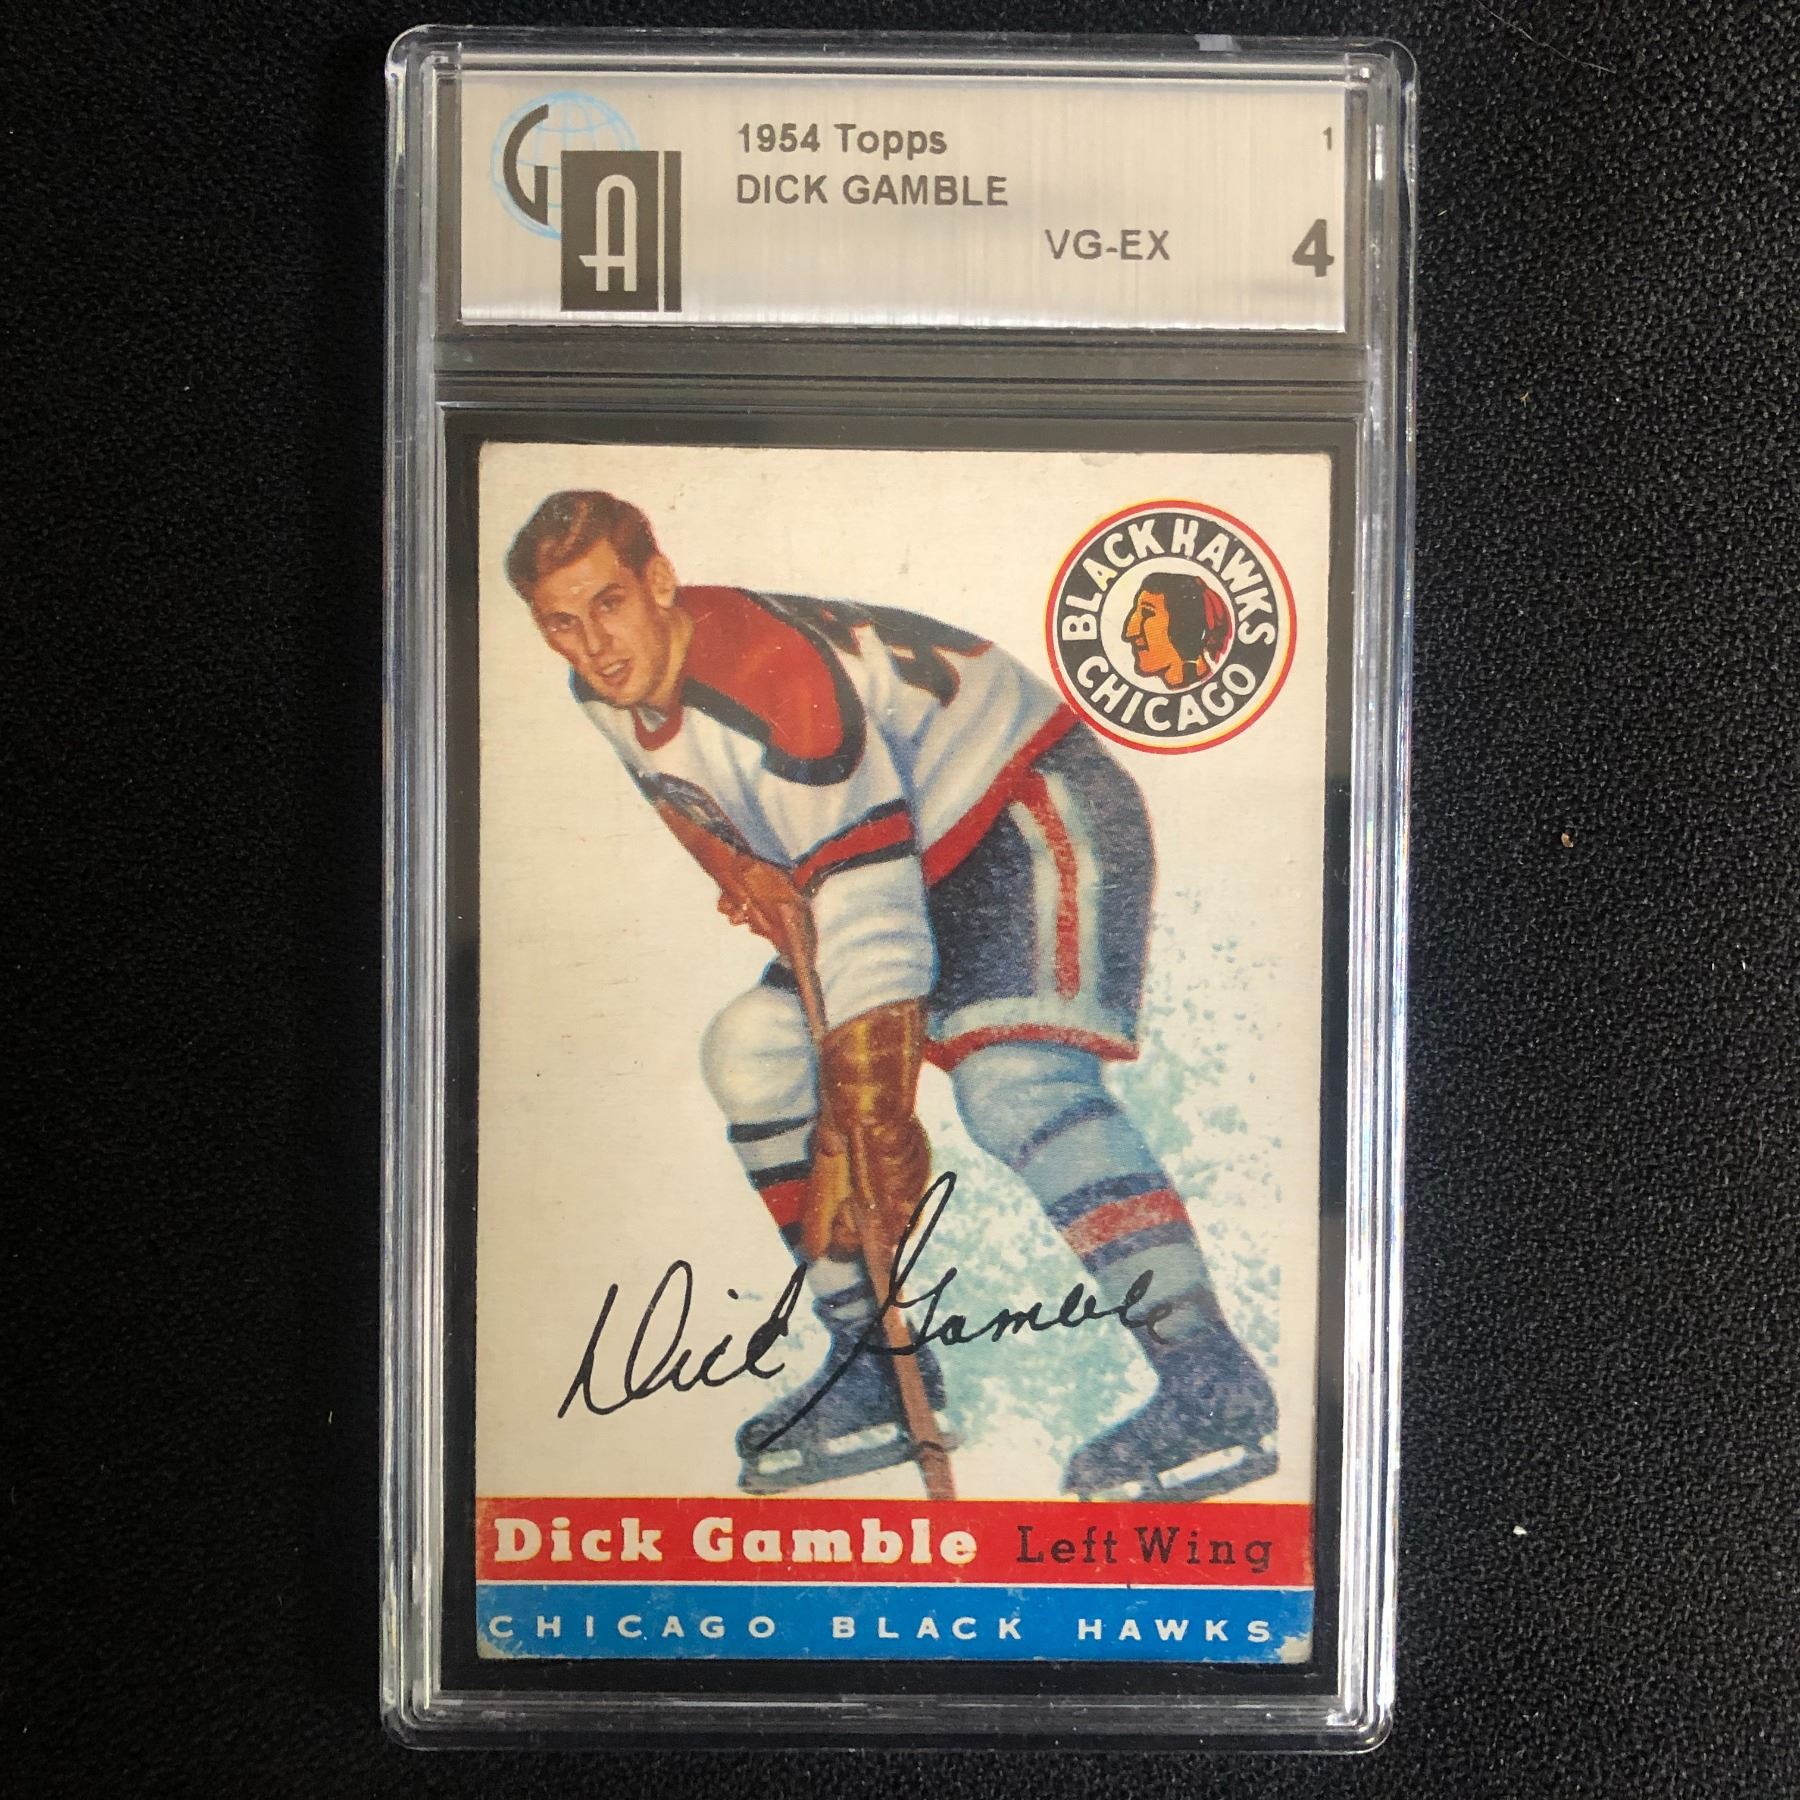 GA
1954 Topps
1
DICK GAMBLE
VG-EX
4
BLACK HAWKS
CHICAGO
Dick Gamble
Dick Gamble Left Wing
CHICAGO BLACK HAWKS